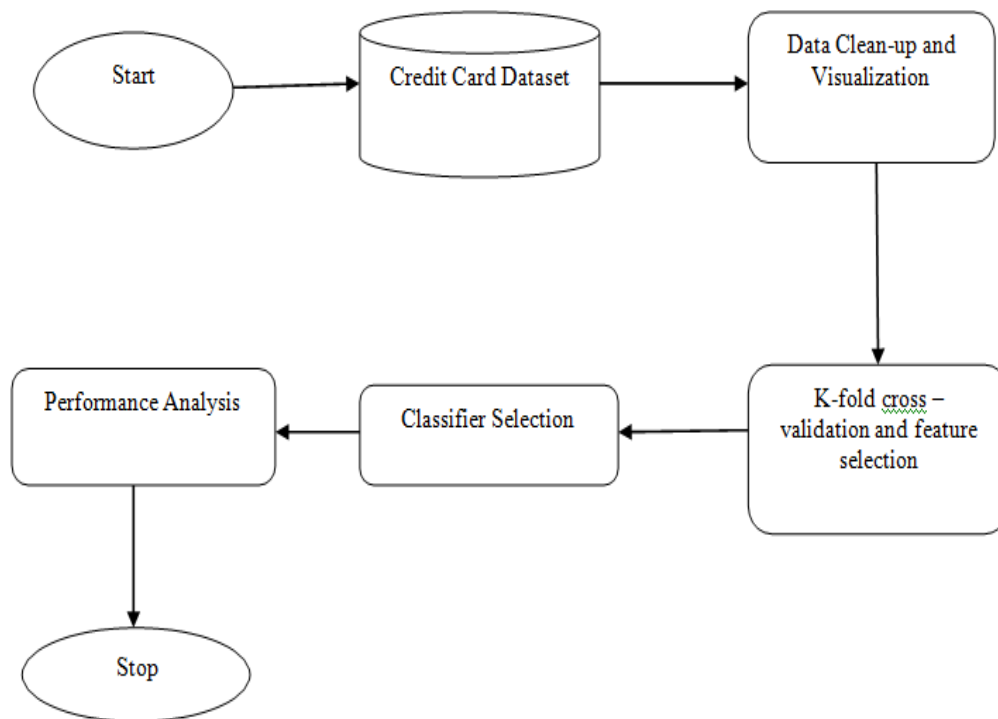 Start
Credit Card Dataset
Data Clean-up and
Visualization
K-fold cross –
validation and feature
selection
Classifier Selection
Performance Analysis
Stop